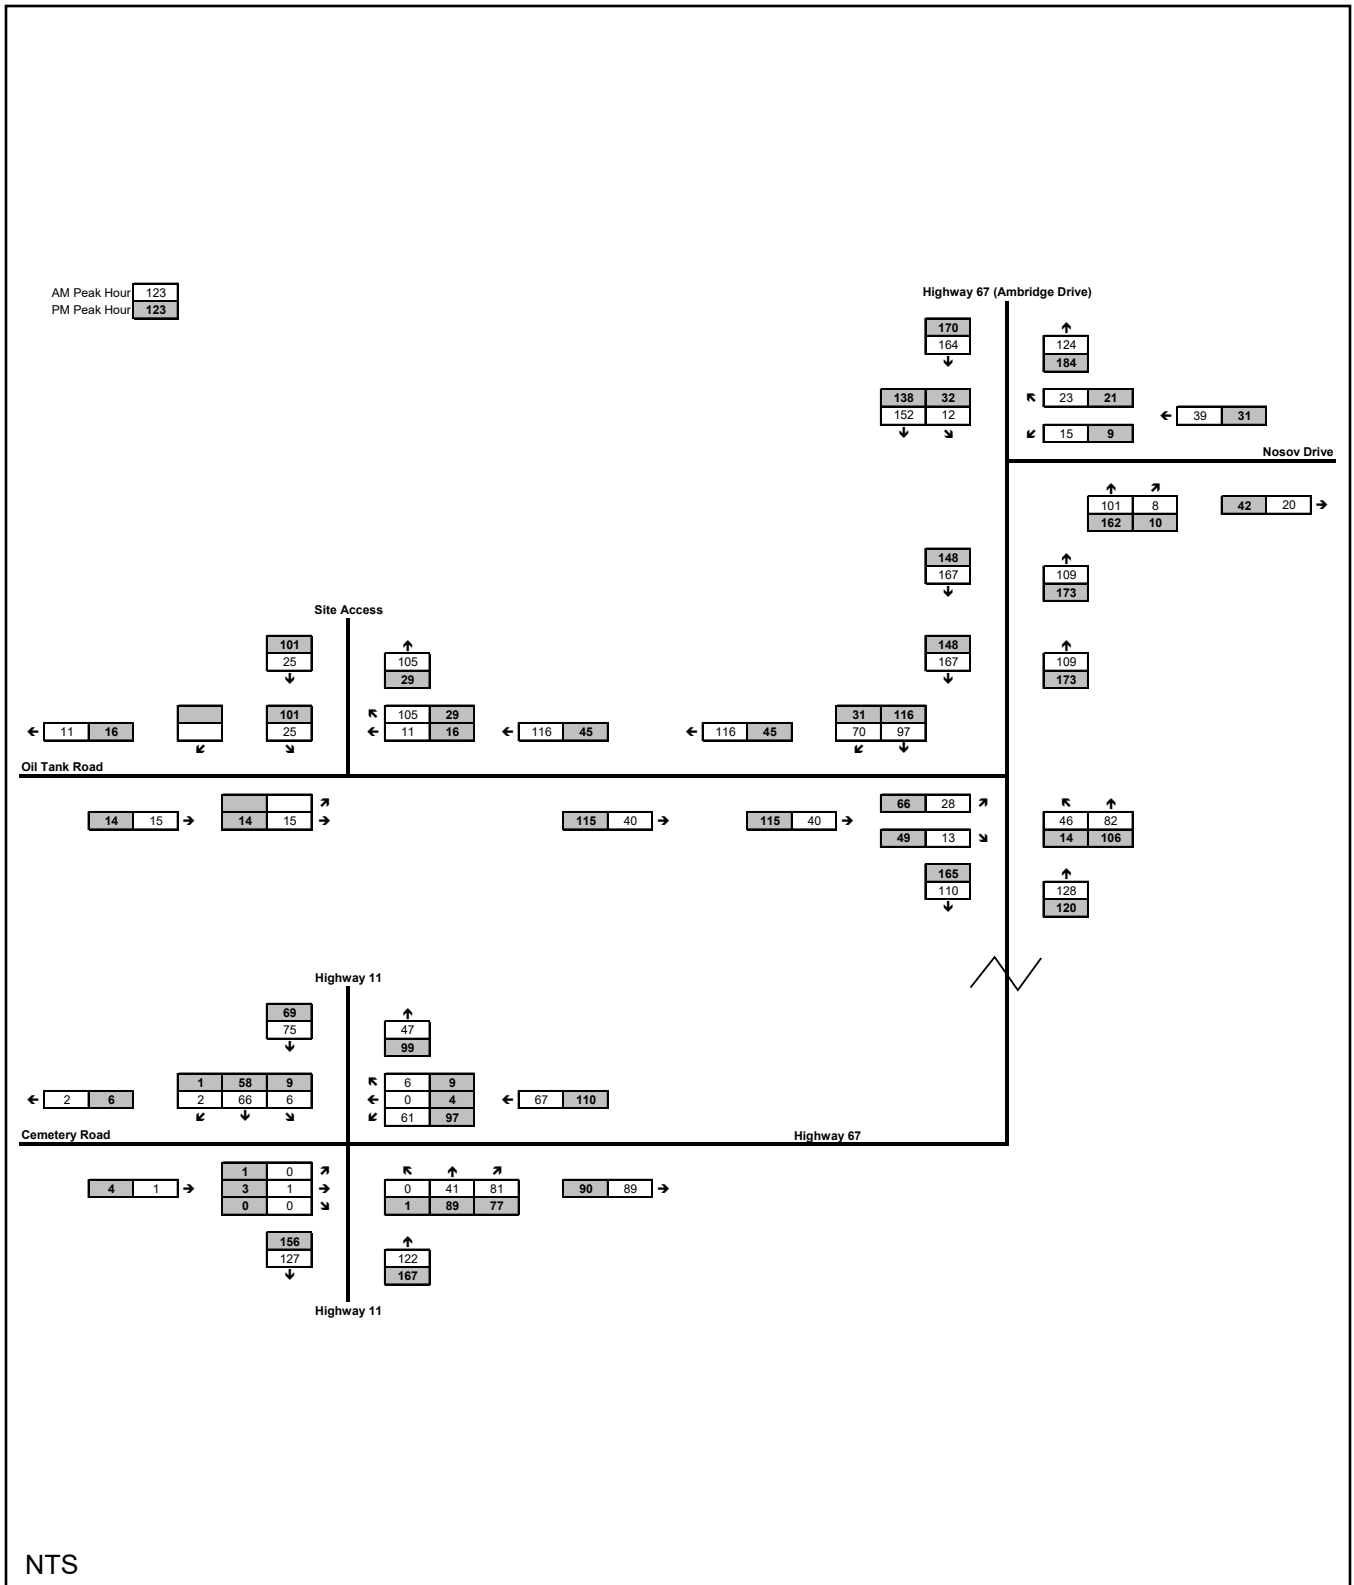 AM Peak Hour 123
PM Peak Hour 123
Highway 67 (Ambridge Drive)
170 ↑
164 124
↓ 184
138 32 ↖ 23 21
152 12 ← 39 31
↓ ↘ ↙ 15 9
Nosov Drive
↑ ↗
101 8 42 20 →
162 10
148 ↑
167 109
↓ 173
Site Access
101 ↑ 148 ↑
25 105 167 109
↓ 29 ↓ 173
101 ↖ 105 29 31 116
← 11 16 25 ← 11 16 ← 116 45 ← 116 45 70 97
↙ ↘ ↙ ↓
Oil Tank Road
↗ 66 28 ↗ ↖ ↑
14 15 → 14 15 → 115 40 → 115 40 → 46 82
49 13 ↘ 14 106
165 ↑
110 128
↓ 120
Highway 11
69 ↑
75 47
↓ 99
1 58 9 ↖ 6 9
← 2 6 2 66 6 ← 0 4 ← 67 110
↙ ↓ ↘ ↙ 61 97
Cemetery Road Highway 67
1 0 ↗ ↖ ↑ ↗
4 1 → 3 1 → 0 41 81 90 89 →
0 0 ↘ 1 89 77
156 ↑
127 122
↓ 167
Highway 11
NTS